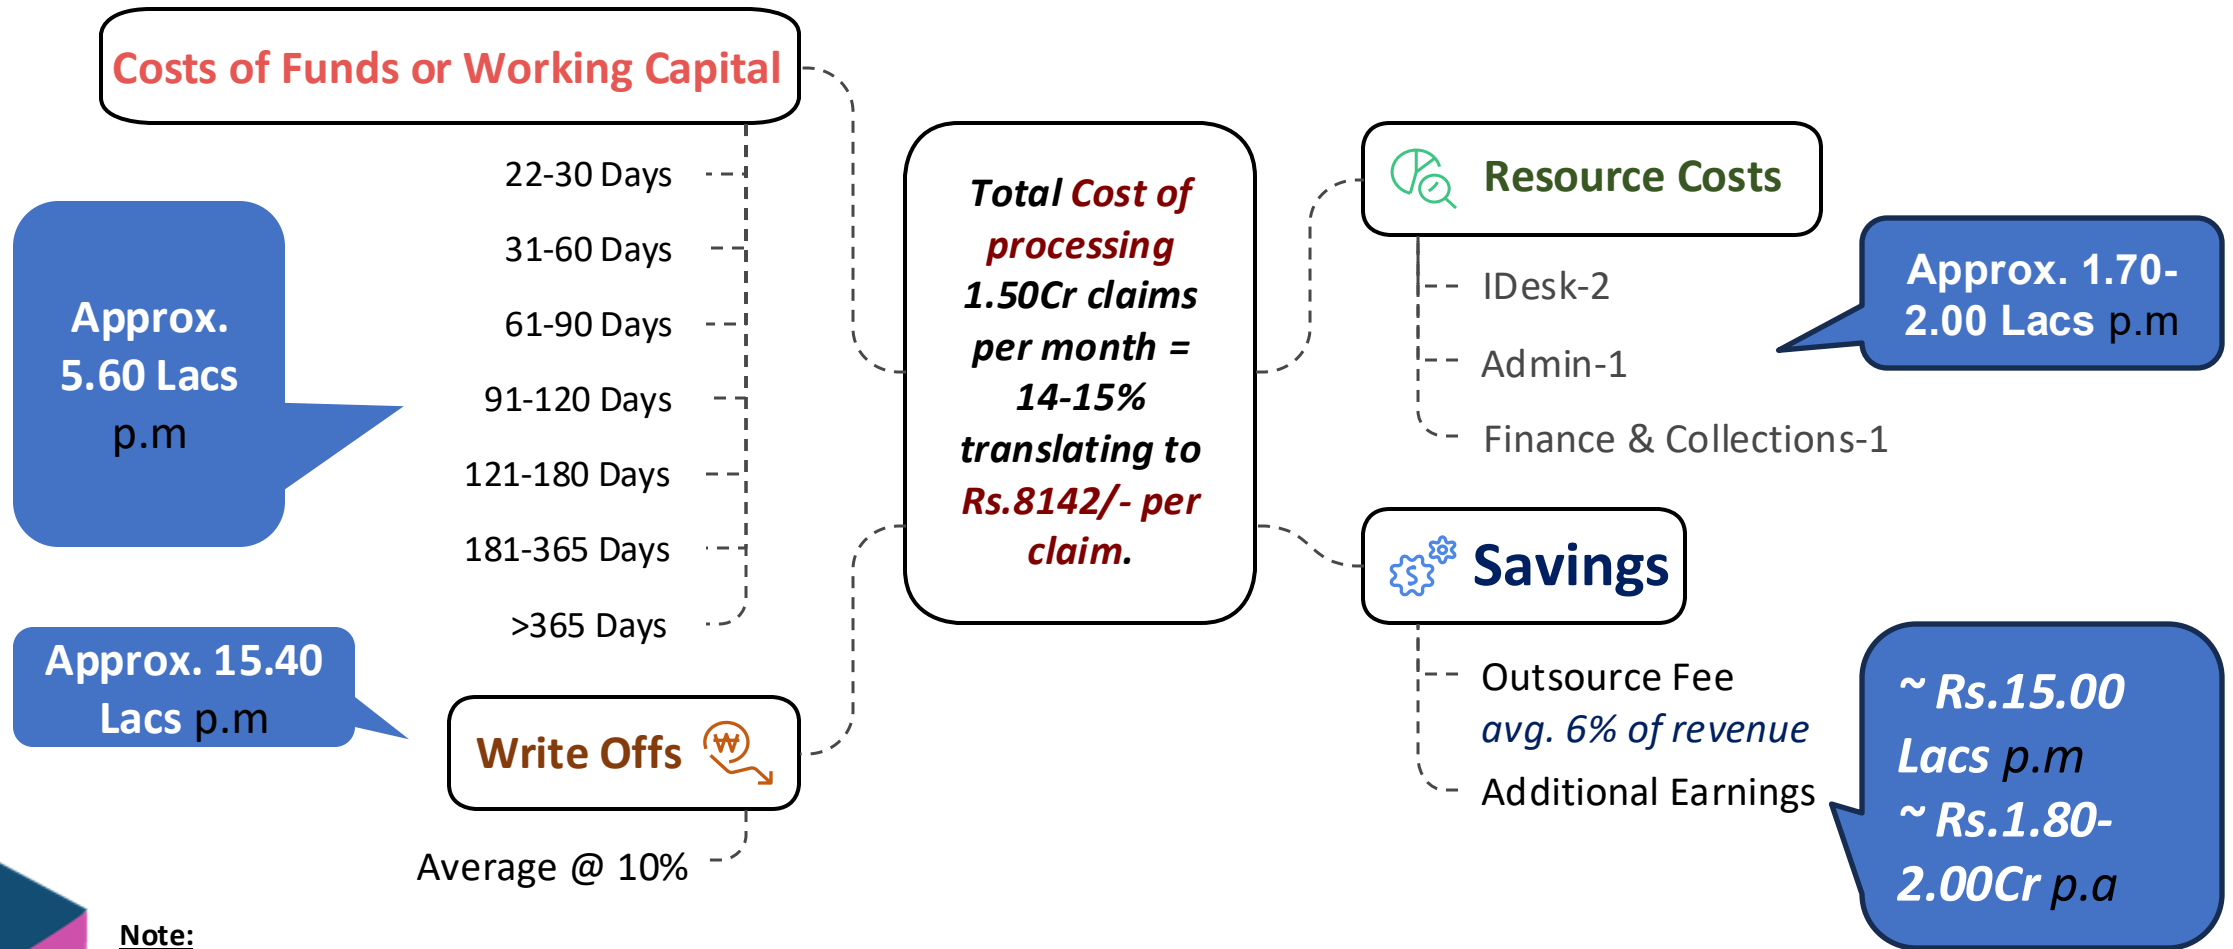 Costs of Funds or Working Capital
22-30 Days
31-60 Days
61-90 Days
91-120 Days
121-180 Days
181-365 Days
>365 Days
Approx.
5.60 Lacs
p.m
Approx. 15.40
Lacs p.m
Write Offs
Average @ 10%
Total Cost of
processing
1.50Cr claims
per month =
14-15%
translating to
Rs.8142/- per
claim.
Resource Costs
IDesk-2
Admin-1
Finance & Collections-1
Approx. 1.70-
2.00 Lacs p.m
Savings
Outsource Fee
avg. 6% of revenue
Additional Earnings
~ Rs.15.00
Lacs p.m
~ Rs.1.80-
2.00Cr p.a
Note: